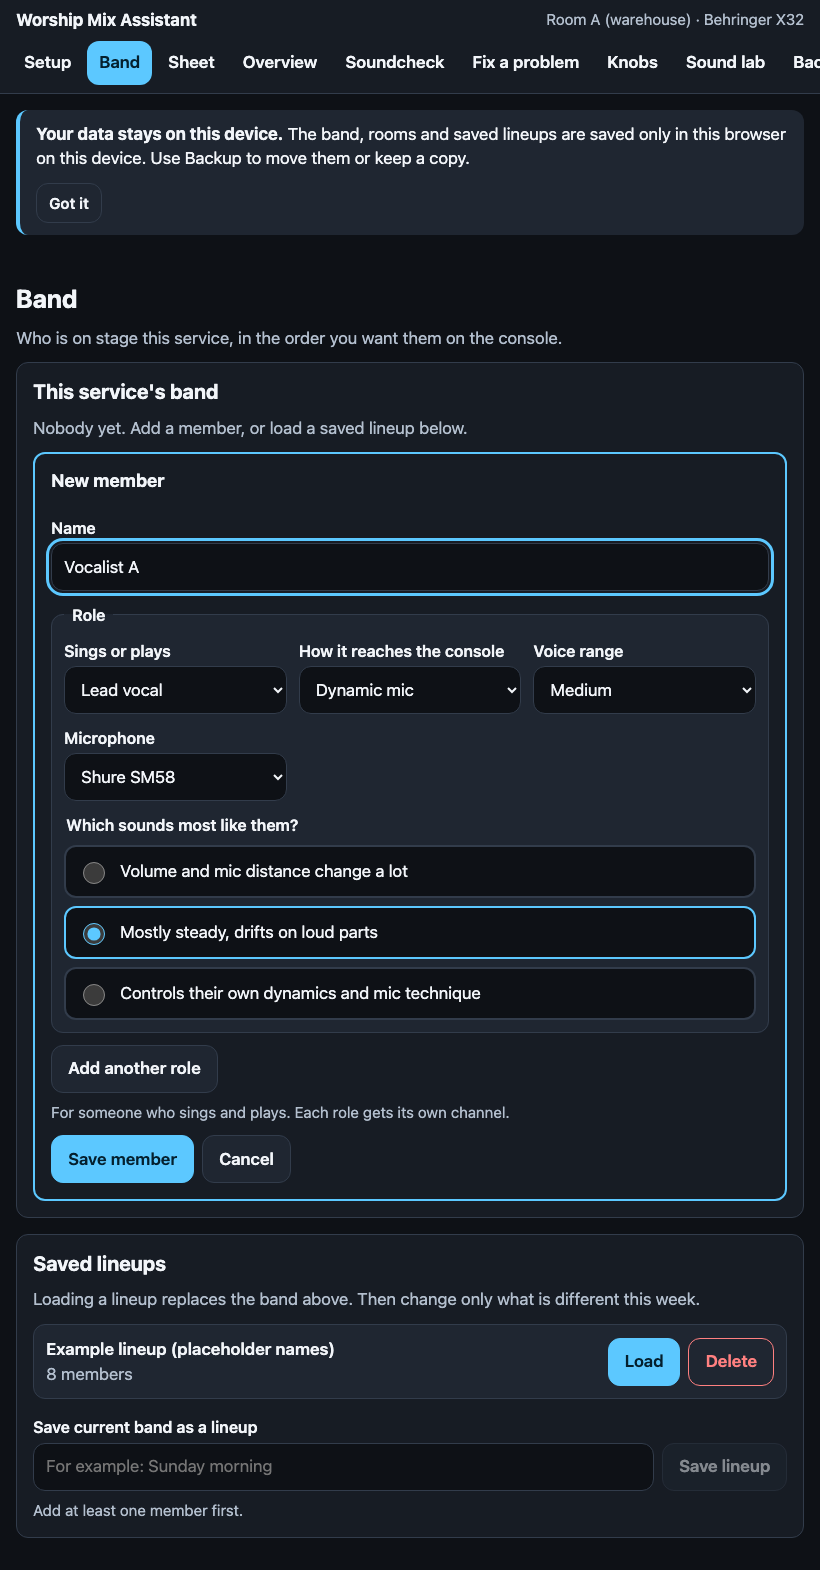 Worship Mix Assistant
Room A (warehouse) · Behringer X32
Setup Band Sheet Overview Soundcheck Fix a problem Knobs Sound lab Bac
Your data stays on this device. The band, rooms and saved lineups are saved only in this browser
on this device. Use Backup to move them or keep a copy.
Got it
Band
Who is on stage this service, in the order you want them on the console.
This service's band
Nobody yet. Add a member, or load a saved lineup below.
New member
Name
Vocalist A
Role
Sings or plays
How it reaches the console
Voice range
Lead vocal
Dynamic mic
Medium
Microphone
Shure SM58
Which sounds most like them?
Volume and mic distance change a lot
Mostly steady, drifts on loud parts
Controls their own dynamics and mic technique
Add another role
For someone who sings and plays. Each role gets its own channel.
Save member
Cancel
Saved lineups
Loading a lineup replaces the band above. Then change only what is different this week.
Example lineup (placeholder names)
8 members
Load
Delete
Save current band as a lineup
For example: Sunday morning
Save lineup
Add at least one member first.